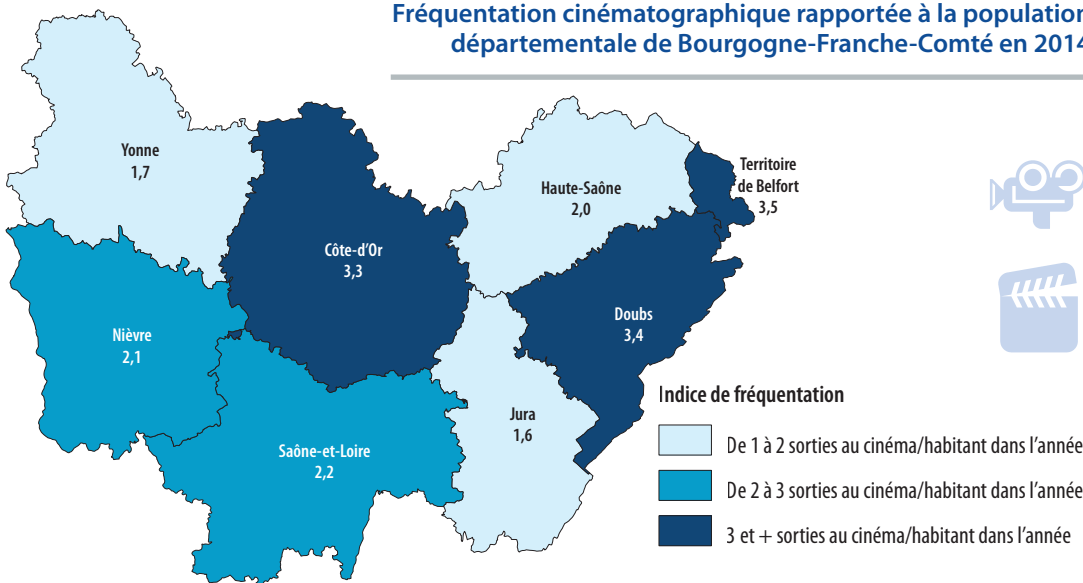 Fréquentation cinématographique rapportée à la population
départementale de Bourgogne-Franche-Comté en 2014
Yonne
1,7
Haute-Saône
2,0
Territoire
de Belfort
3,5
Côte-d'Or
3,3
Doubs
3,4
Nièvre
2,1
Jura
1,6
Saône-et-Loire
2,2
Indice de fréquentation
De 1 à 2 sorties au cinéma/habitant dans l'année
De 2 à 3 sorties au cinéma/habitant dans l'année
3 et + sorties au cinéma/habitant dans l'année